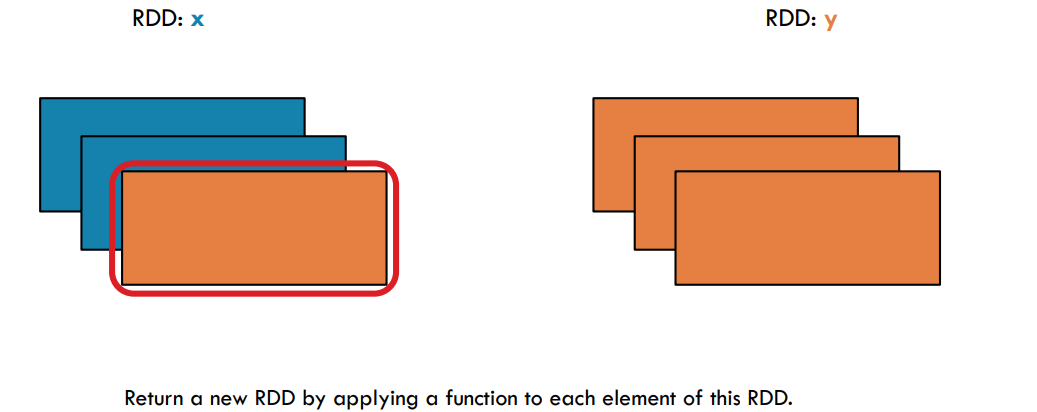 RDD: x
RDD: y
Return a new RDD by applying a function to each element of this RDD.